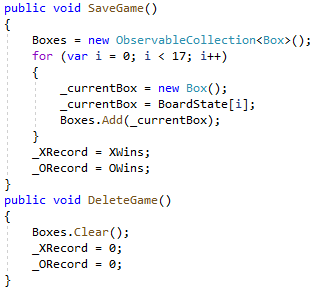 public void SaveGame()
{
    Boxes = new ObservableCollection<Box>();
    for (var i = 0; i < 17; i++)
    {
        _currentBox = new Box();
        _currentBox = BoardState[i];
        Boxes.Add(_currentBox);
    }
    _XRecord = XWins;
    _ORecord = OWins;
}
public void DeleteGame()
{
    Boxes.Clear();
    _XRecord = 0;
    _ORecord = 0;
}